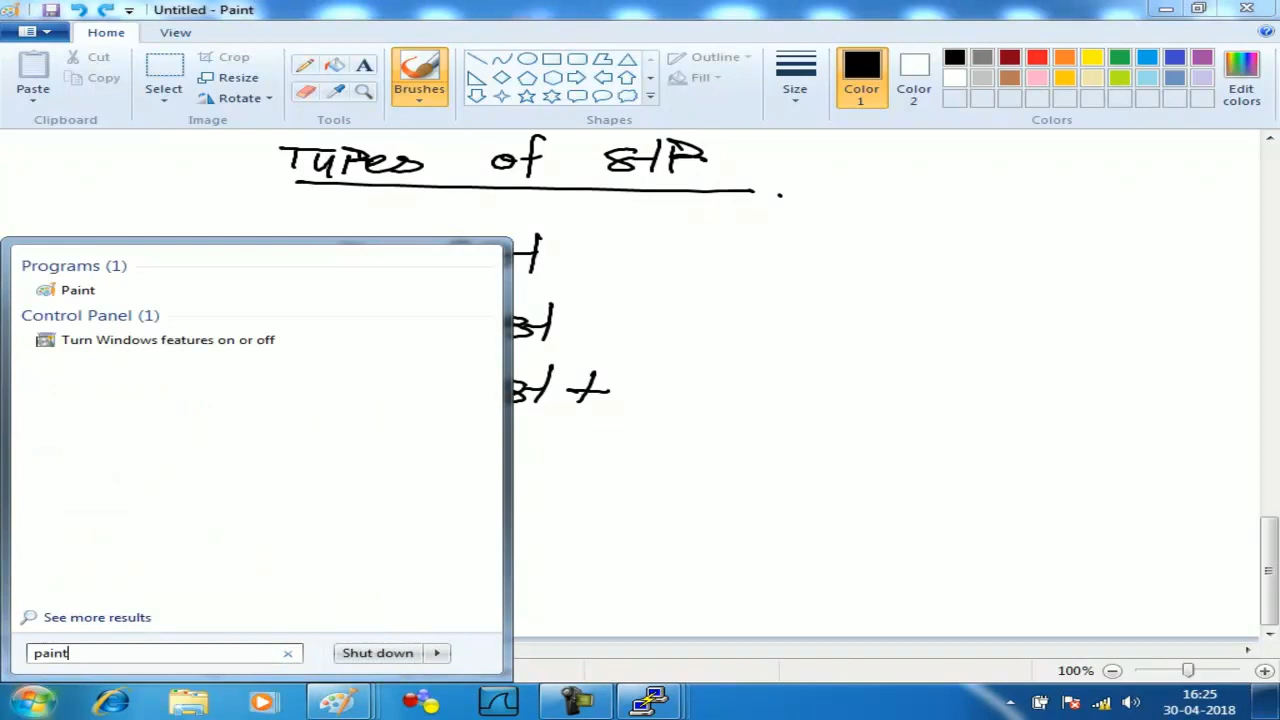 Untitled - Paint
Home View
Cut
Copy
Paste
Clipboard
Crop
Resize
Rotate
Select
Image
Tools
Brushes
Shapes
Outline
Fill
Size
Color 1
Color 2
Edit colors
Colors
Types of SIP
+
Programs (1)
Paint
Control Panel (1)
Turn Windows features on or off
See more results
paint
Shut down
100%
16:25
30-04-2018